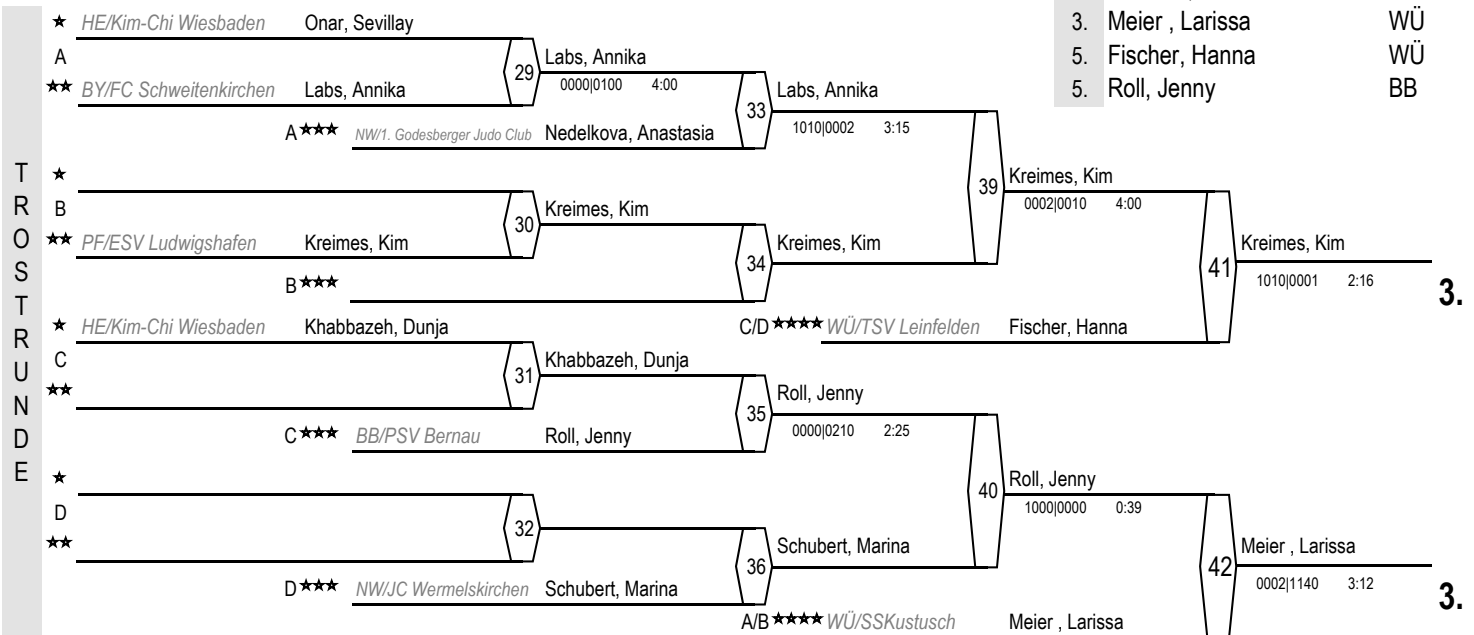 3. Meier , Larissa WÜ
5. Fischer, Hanna WÜ
5. Roll, Jenny BB
TROSTRUNDE
★ HE/Kim-Chi Wiesbaden Onar, Sevillay
A
★★ BY/FC Schweitenkirchen Labs, Annika
29 Labs, Annika
0000|0100 4:00
A★★★ NW/1. Godesberger Judo Club Nedelkova, Anastasia
33 Labs, Annika
1010|0002 3:15
★
B
★★ PF/ESV Ludwigshafen Kreimes, Kim
30 Kreimes, Kim
B★★★
34 Kreimes, Kim
39 Kreimes, Kim
0002|0010 4:00
C/D★★★★ WÜ/TSV Leinfelden Fischer, Hanna
41 Kreimes, Kim
1010|0001 2:16
3.
★ HE/Kim-Chi Wiesbaden Khabbazeh, Dunja
C
★★
31 Khabbazeh, Dunja
C★★★ BB/PSV Bernau Roll, Jenny
35 Roll, Jenny
0000|0210 2:25
★
D
★★
32
D★★★ NW/JC Wermelskirchen Schubert, Marina
36 Schubert, Marina
40 Roll, Jenny
1000|0000 0:39
A/B★★★★ WÜ/SSKustusch Meier , Larissa
42 Meier , Larissa
0002|1140 3:12
3.